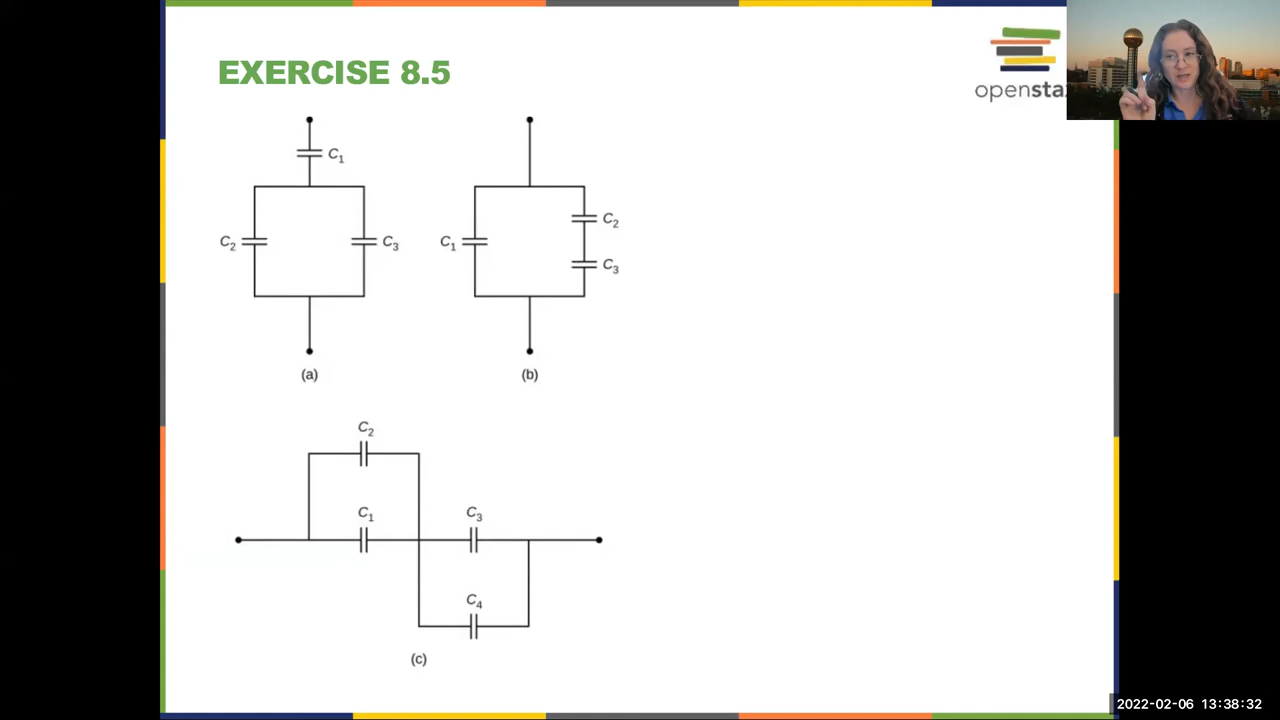 EXERCISE 8.5
openstax
C1
C2
C3
C1
C2
C3
(a)
(b)
C2
C1
C3
C4
(c)
2022-02-06 13:38:32